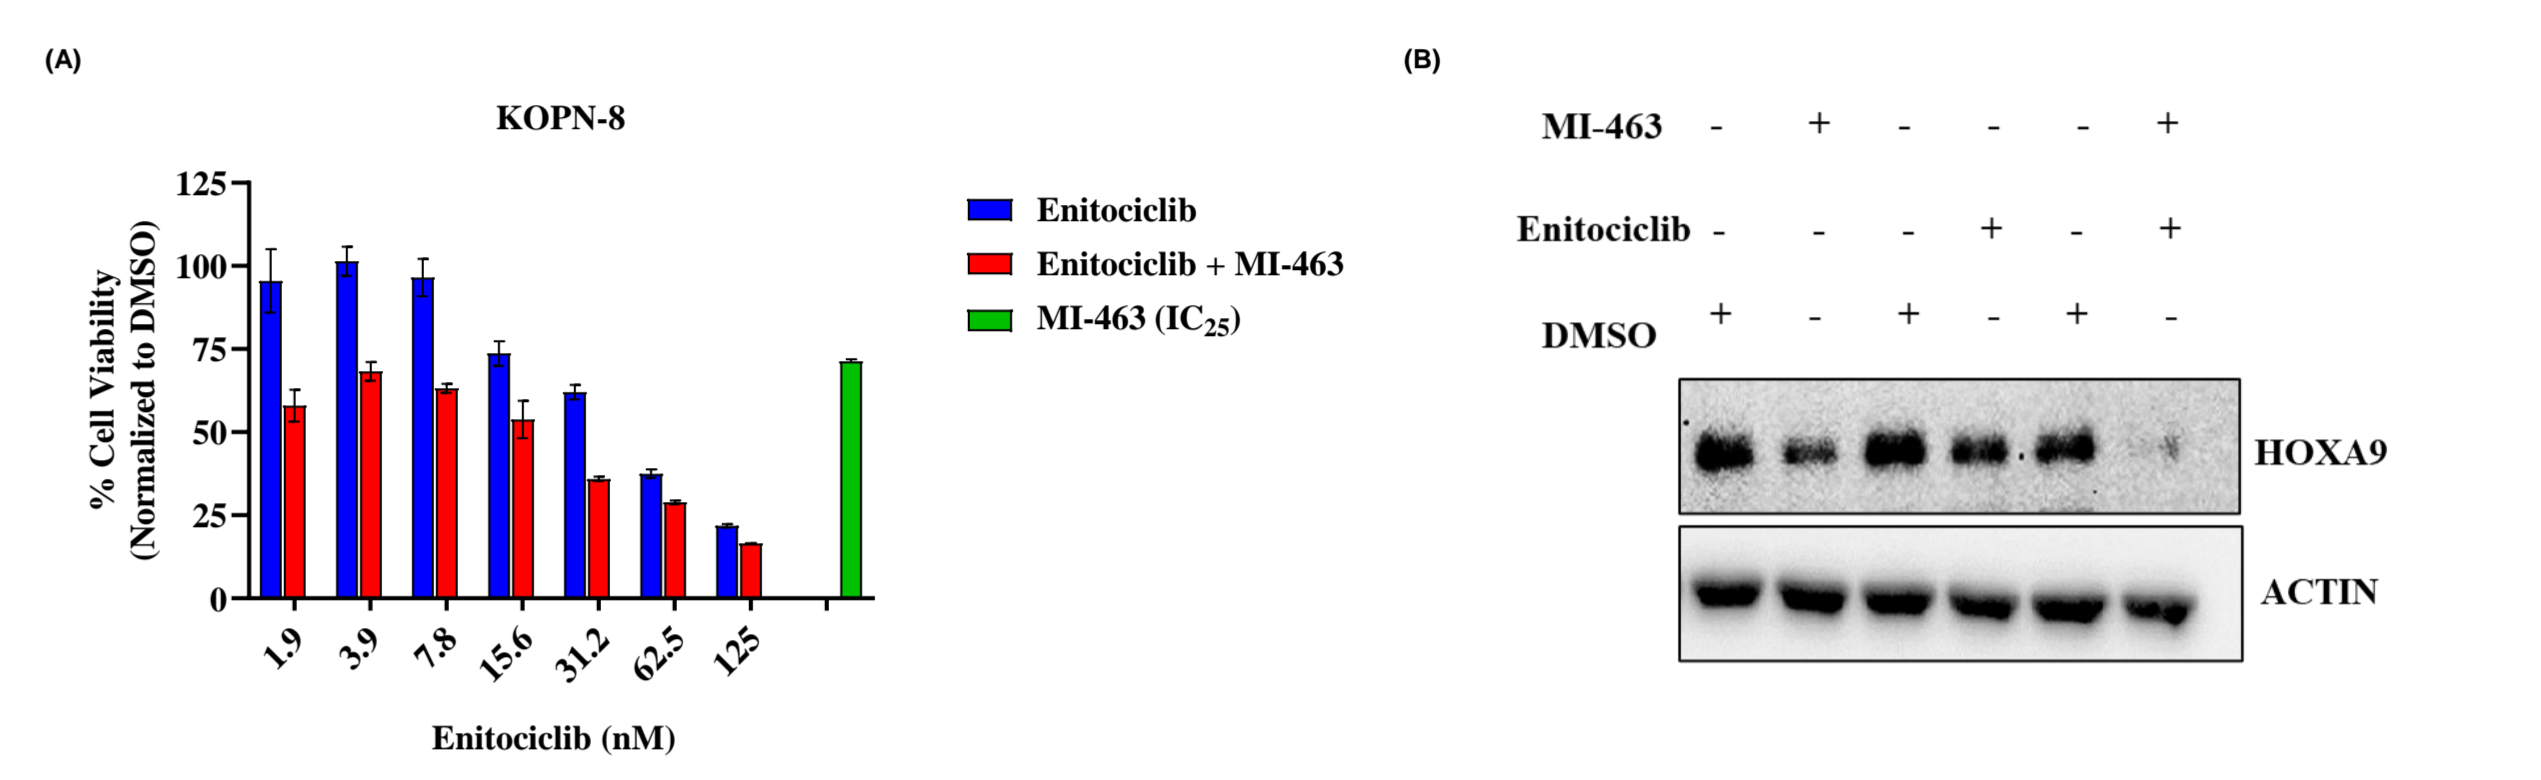 (A)
KOPN-8
% Cell Viability
(Normalized to DMSO)
125
100
75
50
25
0
1.9 3.9 7.8 15.6 31.2 62.5 125
Enitociclib (nM)
Enitociclib
Enitociclib + MI-463
MI-463 (IC25)
(B)
MI-463 - + - - - +
Enitociclib - - - + - +
DMSO + - + - + -
HOXA9
ACTIN